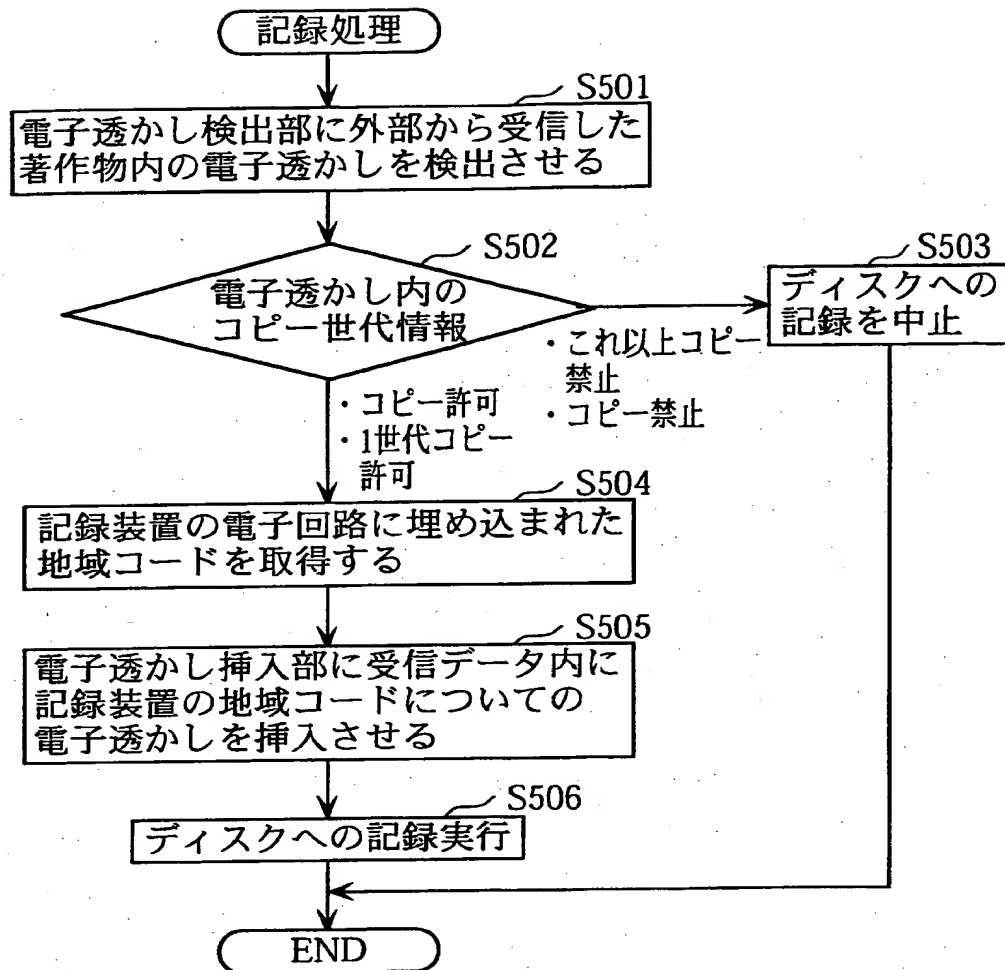 記録処理
S501
電子透かし検出部に外部から受信した
著作物内の電子透かしを検出させる
S502
電子透かし内の
コピー世代情報
S503
ディスクへの
記録を中止
・これ以上コピー
禁止
・コピー禁止
・コピー許可
・1世代コピー
許可
S504
記録装置の電子回路に埋め込まれた
地域コードを取得する
S505
電子透かし挿入部に受信データ内に
記録装置の地域コードについての
電子透かしを挿入させる
S506
ディスクへの記録実行
END